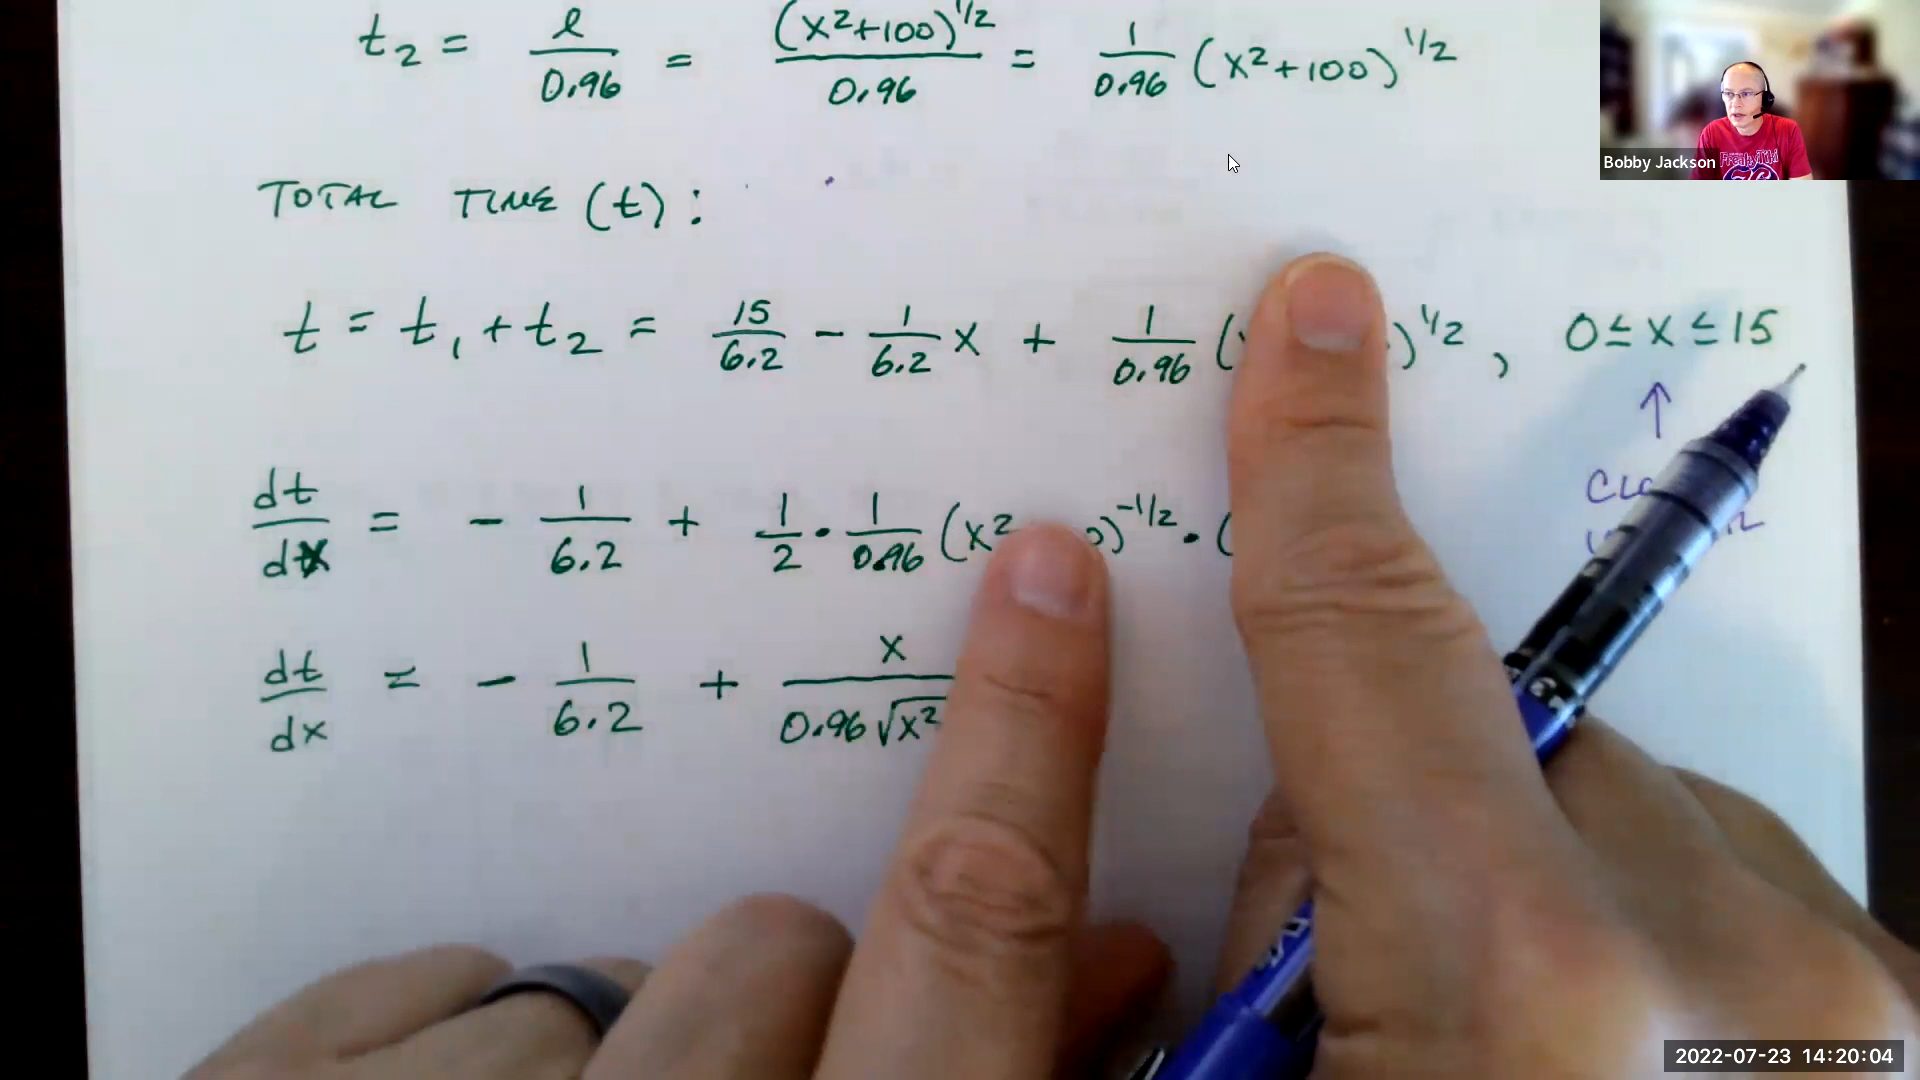 t₂ = ℓ/0.96 = (x²+100)^1/2/0.96 = 1/0.96 (x²+100)^1/2
Bobby Jackson
TOTAL TIME (t):
t = t₁ + t₂ = 15/6.2 - 1/6.2 x + 1/0.96 ( )^1/2 , 0 ≤ x ≤ 15
↑
dt/dx = - 1/6.2 + 1/2 · 1/0.96 (x² 0)^-1/2 · (
dt/dx = - 1/6.2 + x/0.96√x²
2022-07-23 14:20:04